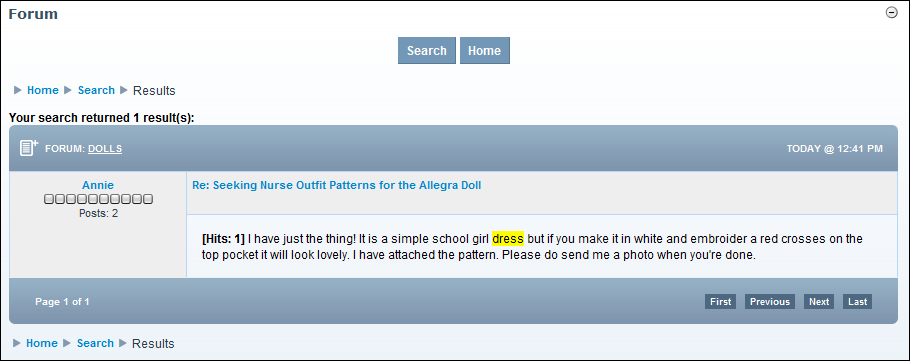 Forum
Search Home
Home Search Results
Your search returned 1 result(s):
FORUM: DOLLS TODAY @ 12:41 PM
Annie
Posts: 2
Re: Seeking Nurse Outfit Patterns for the Allegra Doll
[Hits: 1] I have just the thing! It is a simple school girl dress but if you make it in white and embroider a red crosses on the
top pocket it will look lovely. I have attached the pattern. Please do send me a photo when you're done.
Page 1 of 1 First Previous Next Last
Home Search Results